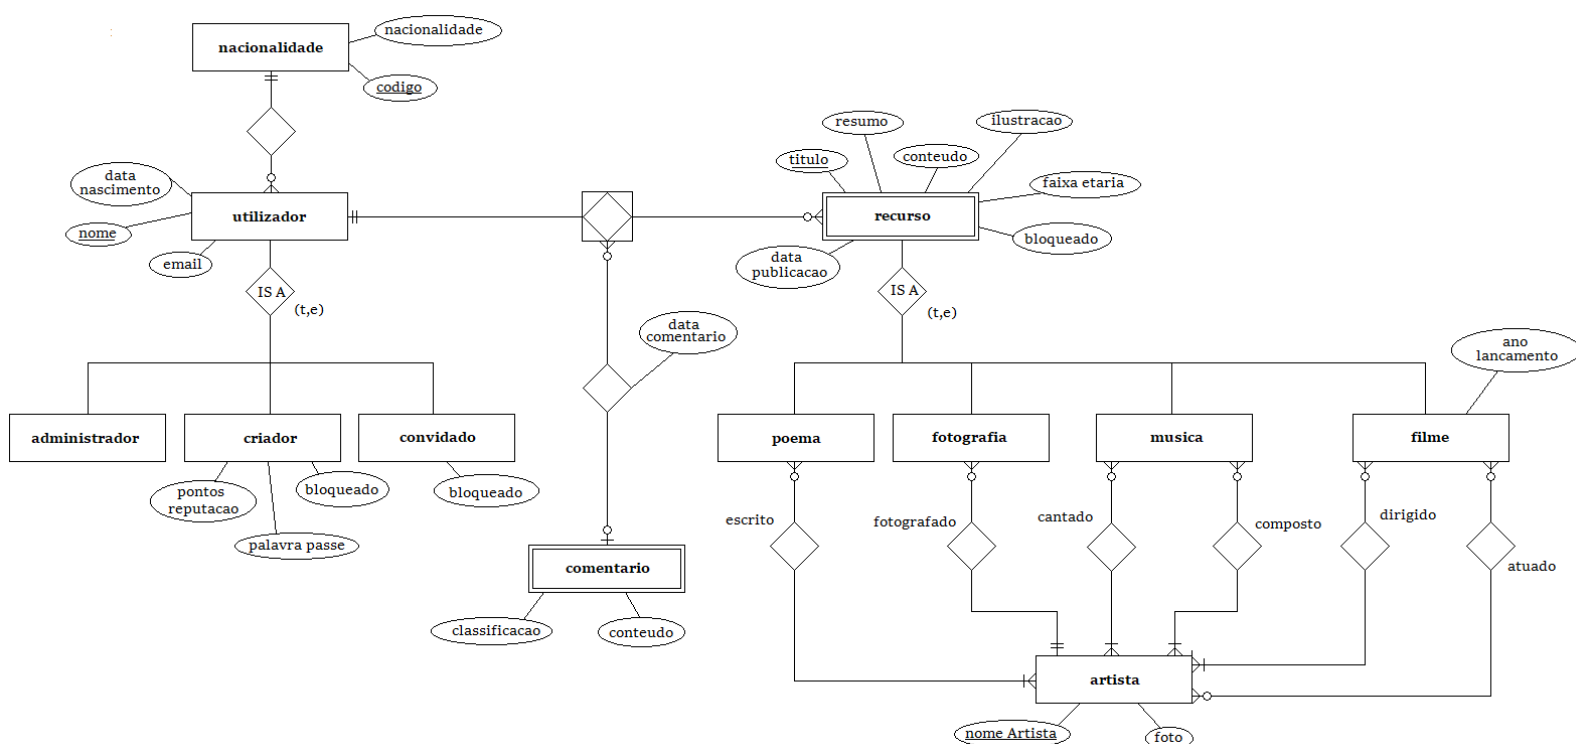 nacionalidade
nacionalidade
codigo
resumo
ilustracao
titulo
conteudo
data
nascimento
faixa etaria
utilizador
recurso
nome
bloqueado
email
data
publicacao
IS A
(t,e)
IS A
(t,e)
data
comentario
ano
lancamento
administrador
criador
convidado
poema
fotografia
musica
filme
pontos
reputacao
bloqueado
bloqueado
palavra passe
escrito
fotografado
cantado
composto
dirigido
atuado
comentario
classificacao
conteudo
artista
nome Artista
foto